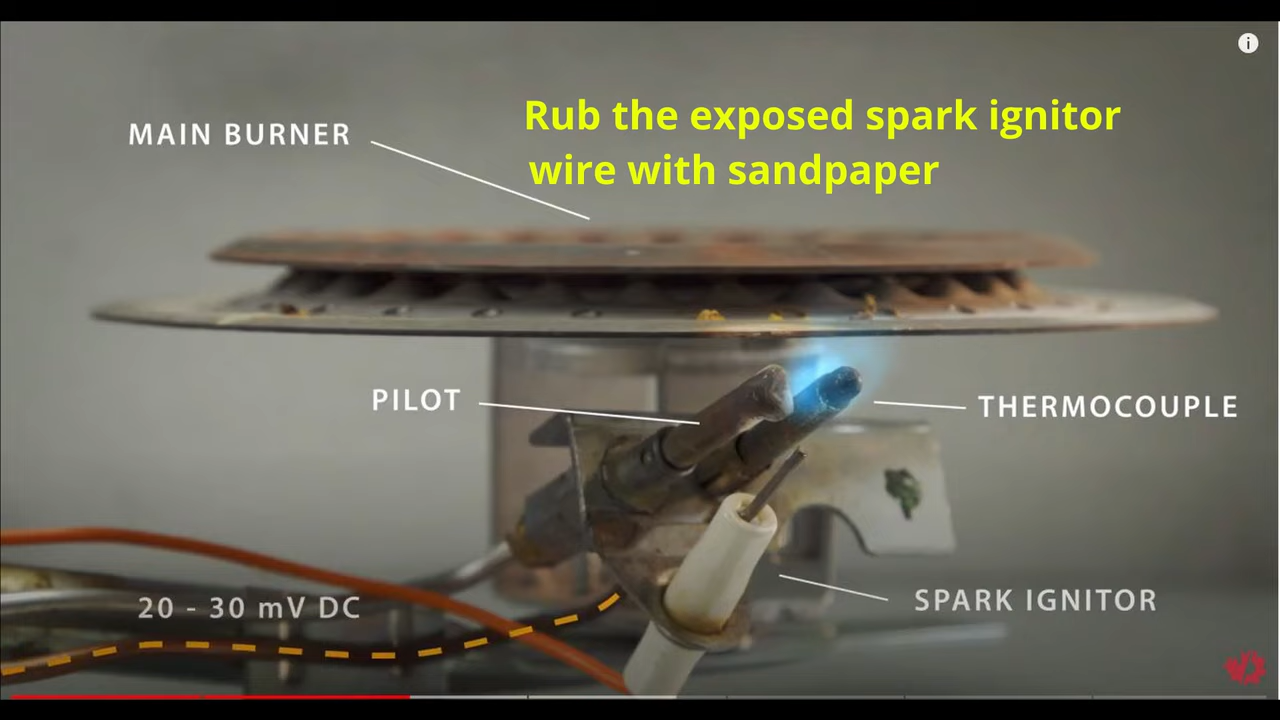 MAIN BURNER
Rub the exposed spark ignitor
wire with sandpaper
PILOT
THERMOCOUPLE
20 - 30 mV DC
SPARK IGNITOR